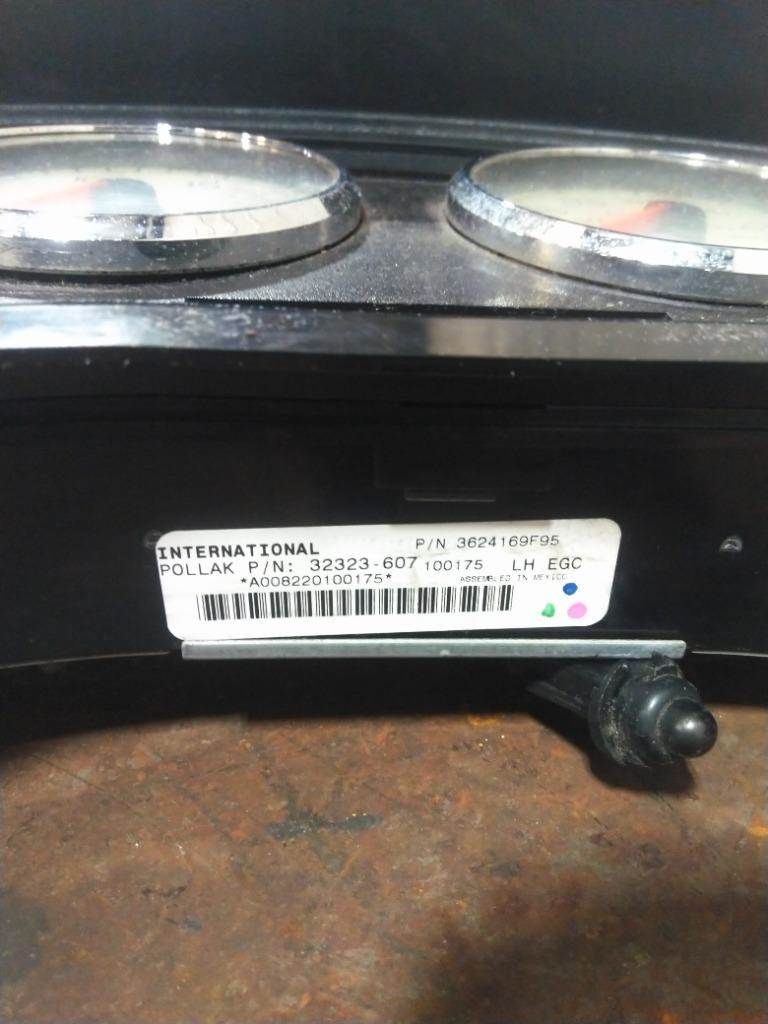 INTERNATIONAL P/N 3624169F95
POLLAK P/N: 32323-607 100175 LH EGC
*A008220100175* ASSEMBLED IN MEXICO